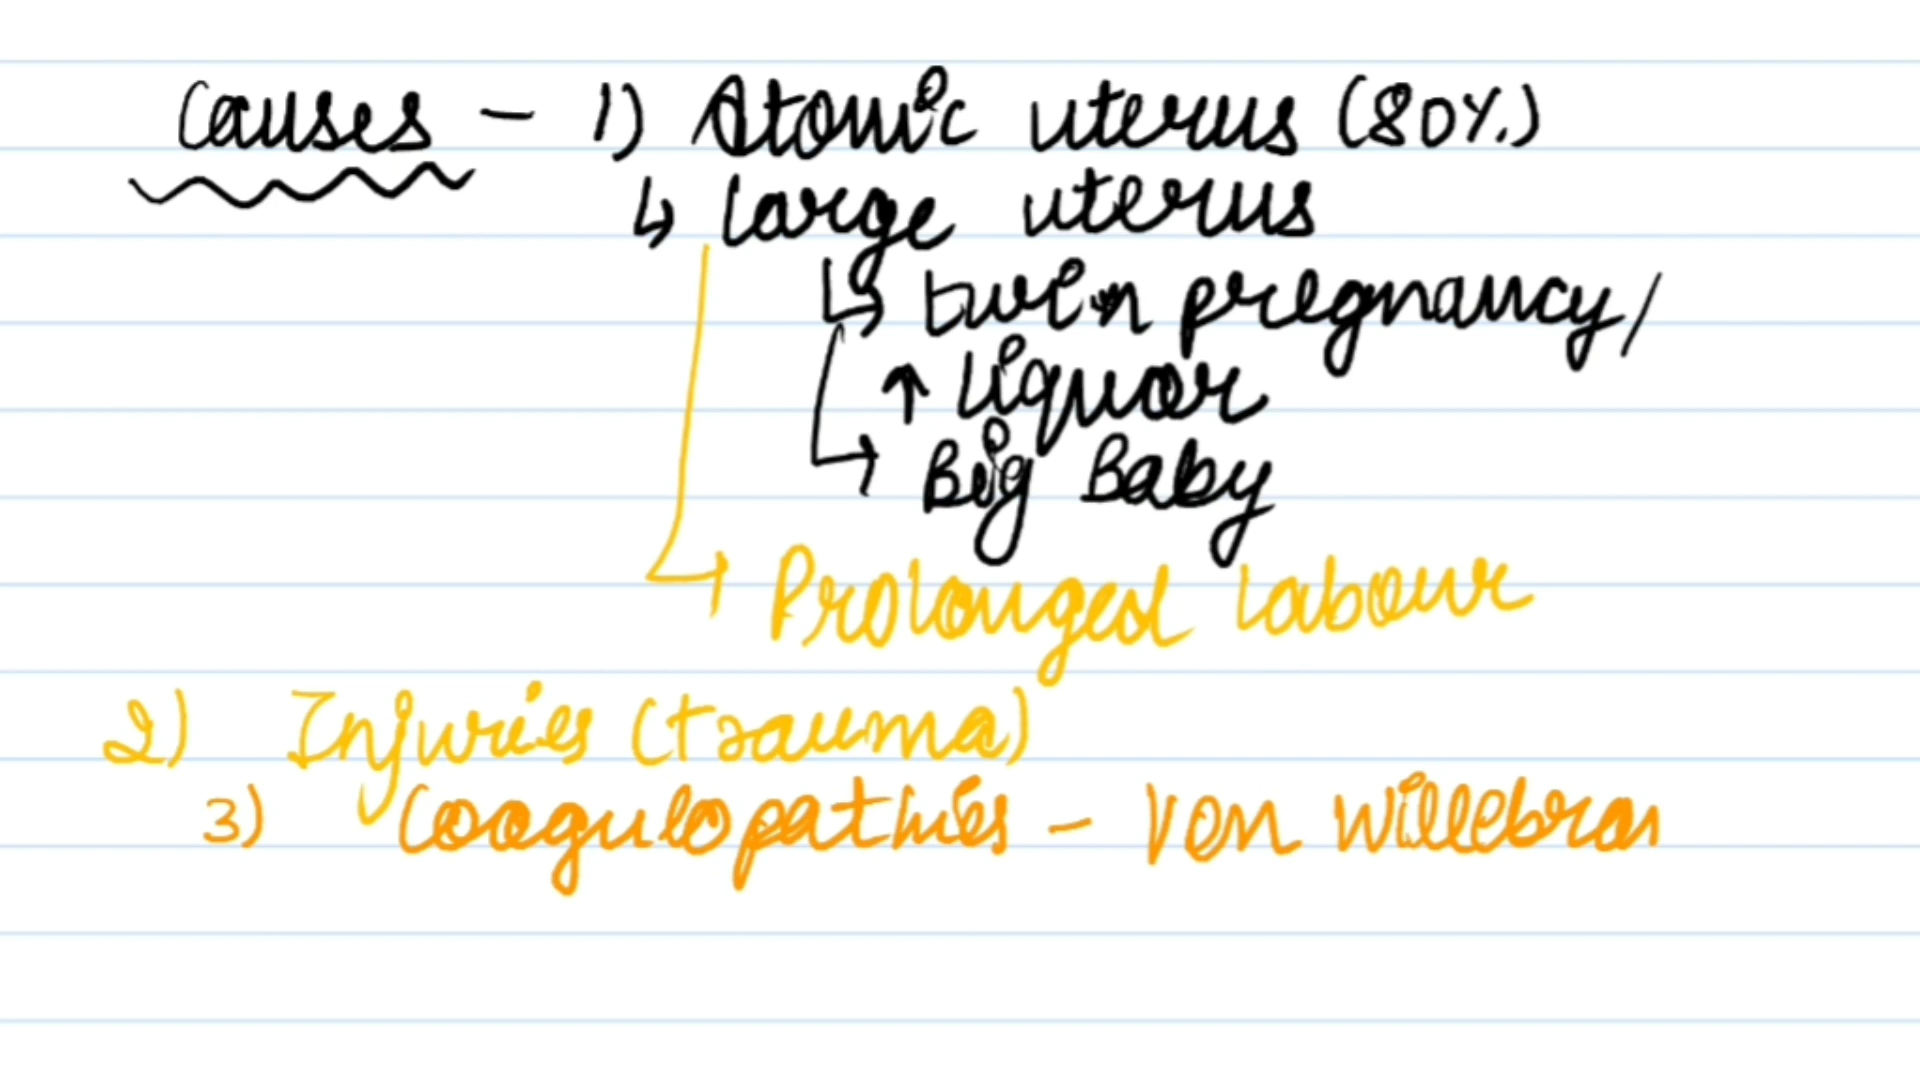 Causes - 1) Atonic uterus (80%)
↳ large uterus
↳ twin pregnancy/
↑ liquor
→ Big Baby
→ Prolonged labour
2) Injuries (trauma)
3) Coagulopathies - Von Willebran